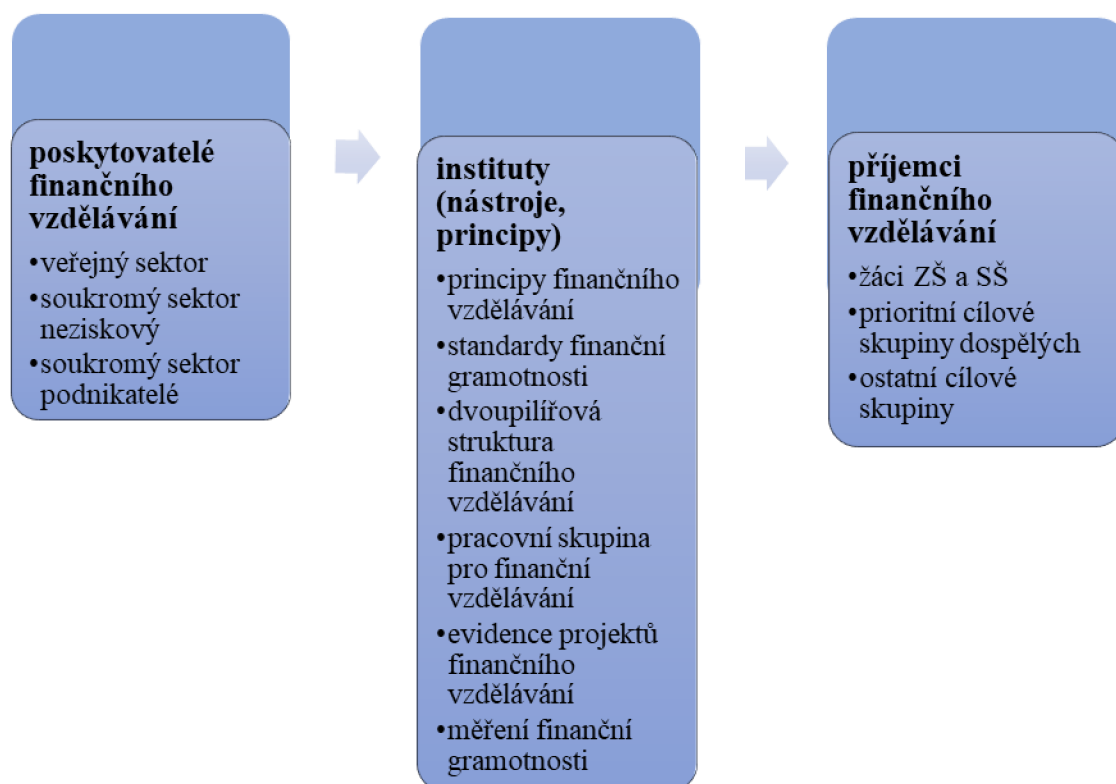 poskytovatelé
finančního
vzdělávání
•veřejný sektor
•soukromý sektor
neziskový
•soukromý sektor
podnikatelé
instituty
(nástroje,
principy)
•principy finančního
vzdělávání
•standardy finanční
gramotnosti
•dvoupilířová
struktura
finančního
vzdělávání
•pracovní skupina
pro finanční
vzdělávání
•evidence projektů
finančního
vzdělávání
•měření finanční
gramotnosti
příjemci
finančního
vzdělávání
•žáci ZŠ a SŠ
•prioritní cílové
skupiny dospělých
•ostatní cílové
skupiny